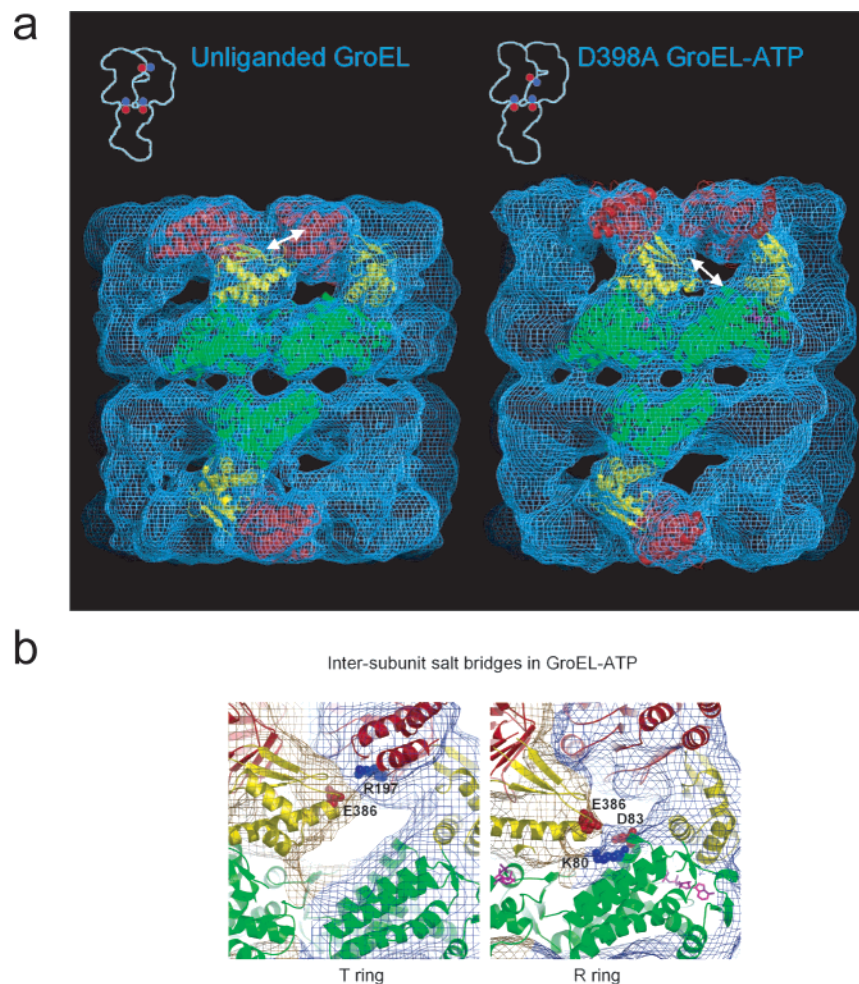 a
Unliganded GroEL
D398A GroEL-ATP
b
Inter-subunit salt bridges in GroEL-ATP
R197
E386
E386
D83
K80
T ring
R ring